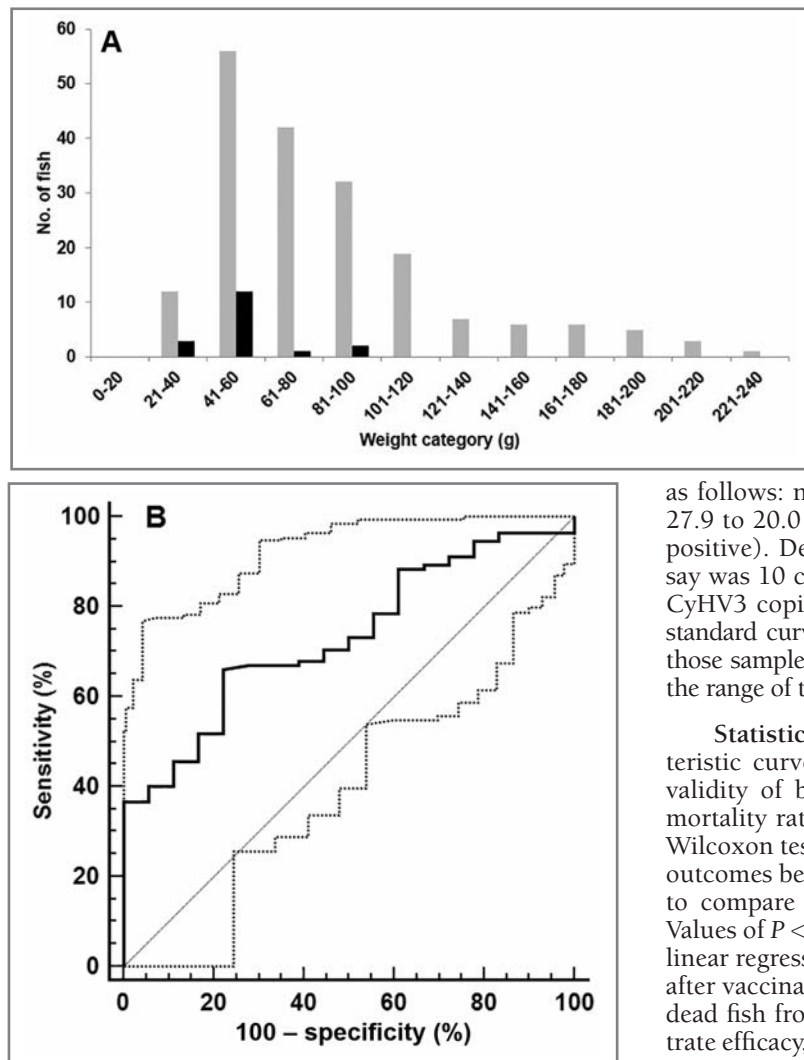 A
60
50
40
30
20
10
0
No. of fish
0-20 21-40 41-60 61-80 81-100 101-120 121-140 141-160 161-180 181-200 201-220 221-240
Weight category (g)
B
100
80
60
40
20
0
Sensitivity (%)
0 20 40 60 80 100
100 – specificity (%)
as follows: n
27.9 to 20.0
positive). De
say was 10 c
CyHV3 copi
standard curv
those sample
the range of t
Statistic
teristic curve
validity of b
mortality rat
Wilcoxon tes
outcomes be
to compare
Values of P <
linear regress
after vaccina
dead fish from
trate efficacy,